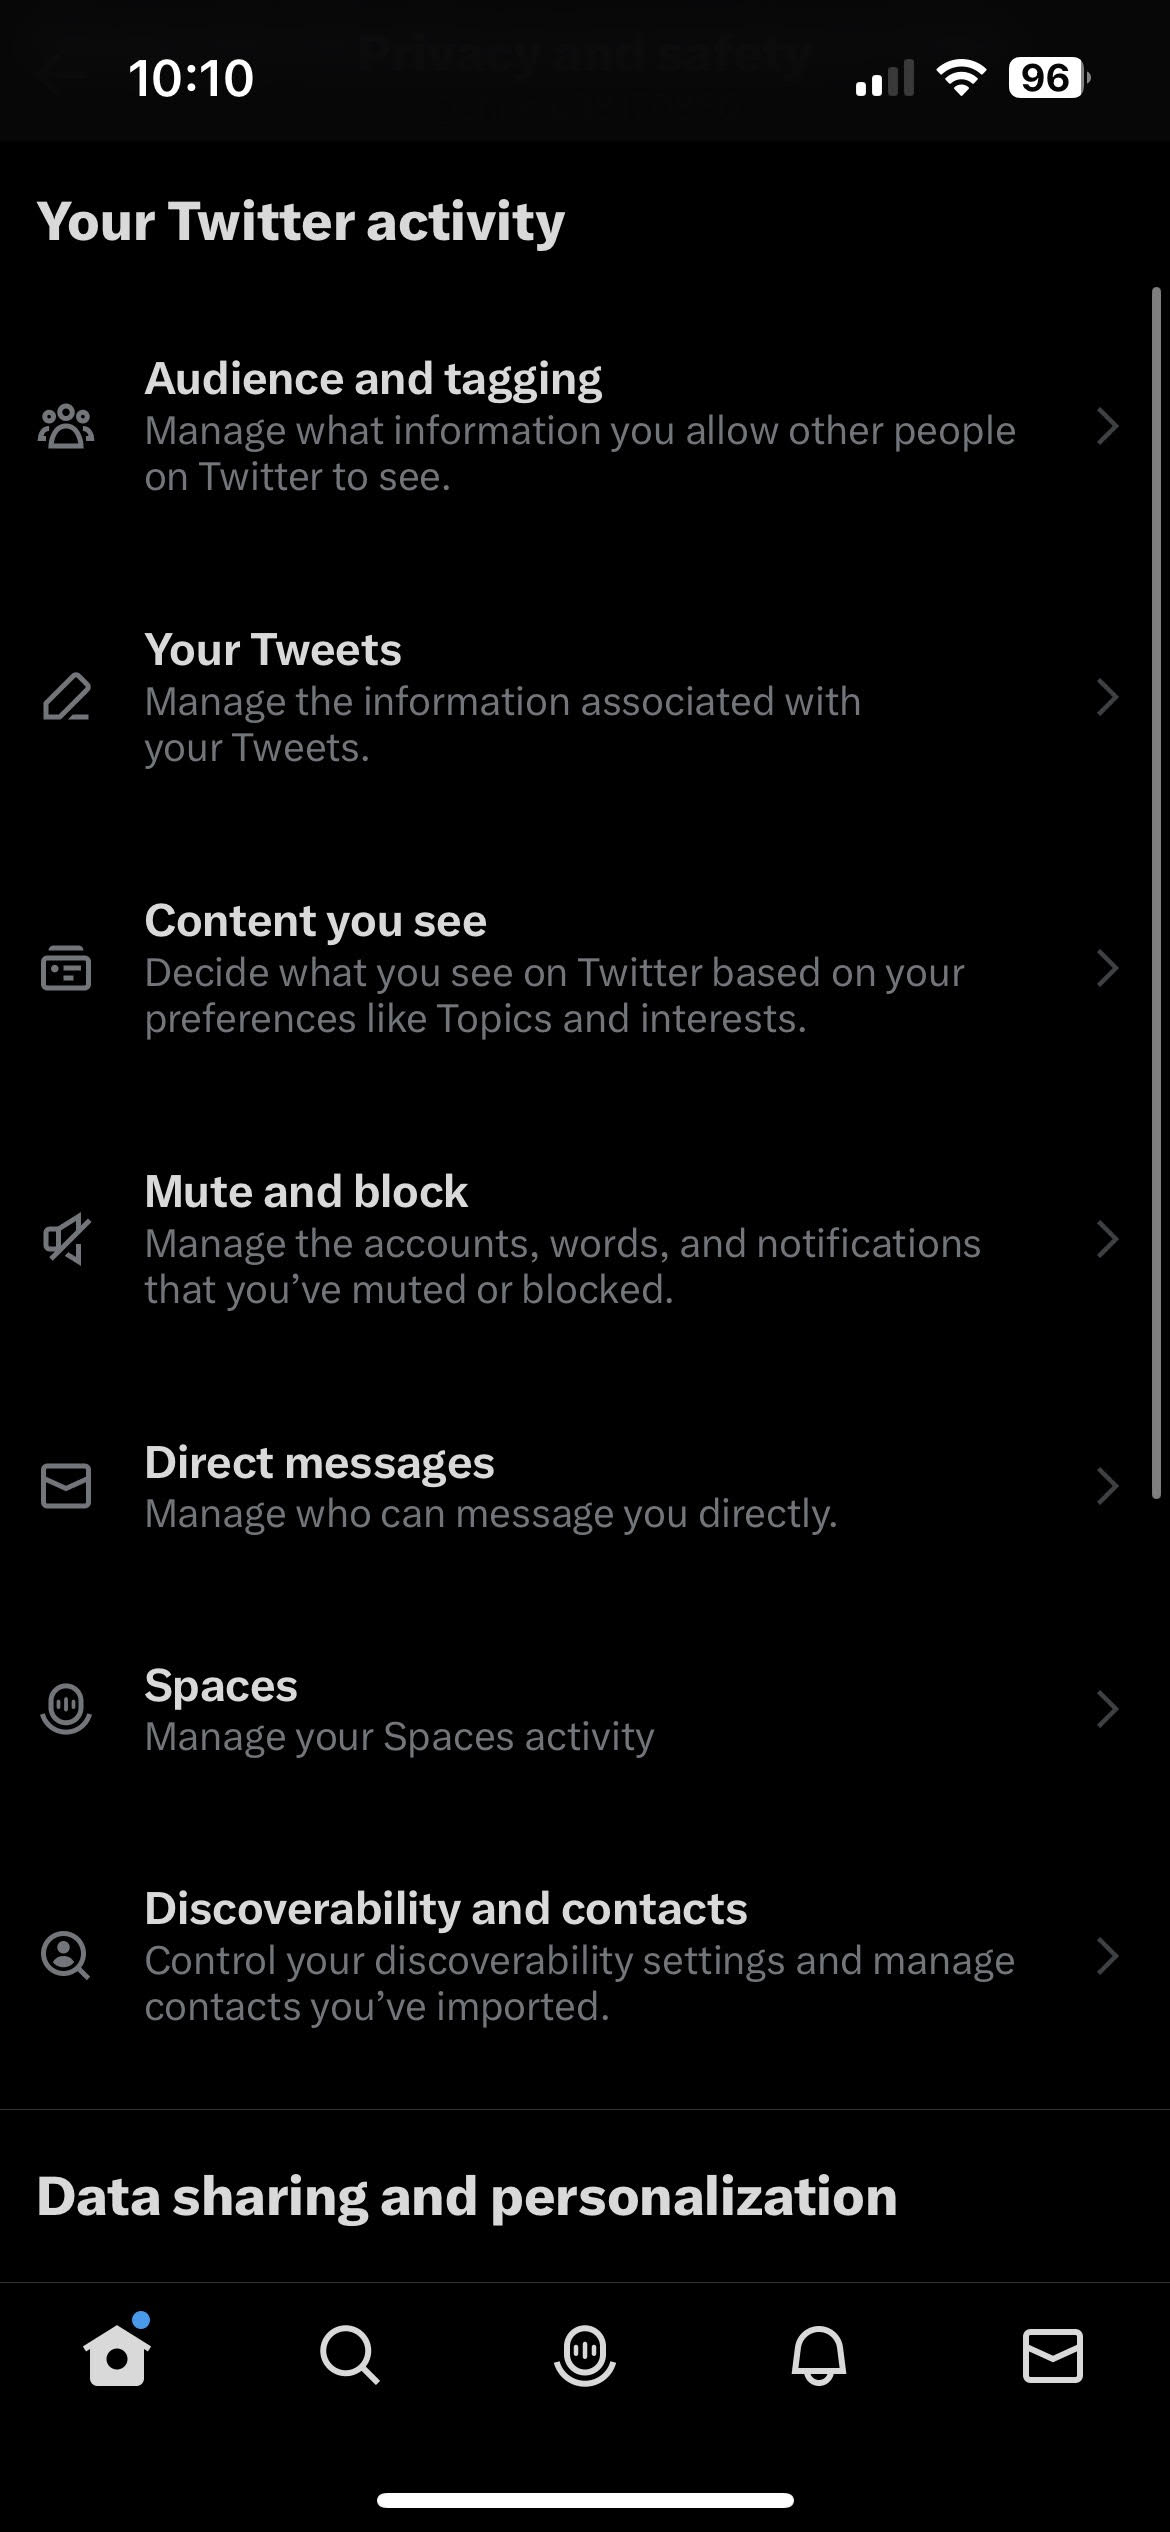 Privacy and safety
10:10
96
Your Twitter activity
Audience and tagging
Manage what information you allow other people
on Twitter to see.
Your Tweets
Manage the information associated with
your Tweets.
Content you see
Decide what you see on Twitter based on your
preferences like Topics and interests.
Mute and block
Manage the accounts, words, and notifications
that you’ve muted or blocked.
Direct messages
Manage who can message you directly.
Spaces
Manage your Spaces activity
Discoverability and contacts
Control your discoverability settings and manage
contacts you’ve imported.
Data sharing and personalization